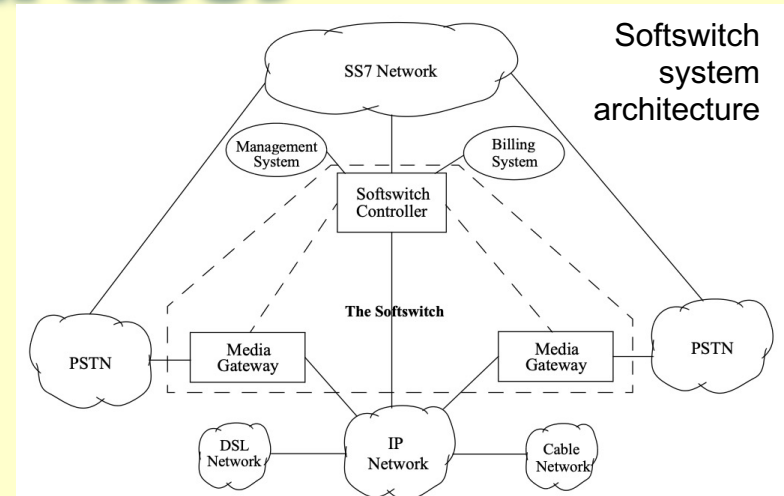 Softswitch
system
architecture
SS7 Network
Management
System
Billing
System
Softswitch
Controller
The Softswitch
PSTN
Media
Gateway
Media
Gateway
PSTN
DSL
Network
IP
Network
Cable
Network